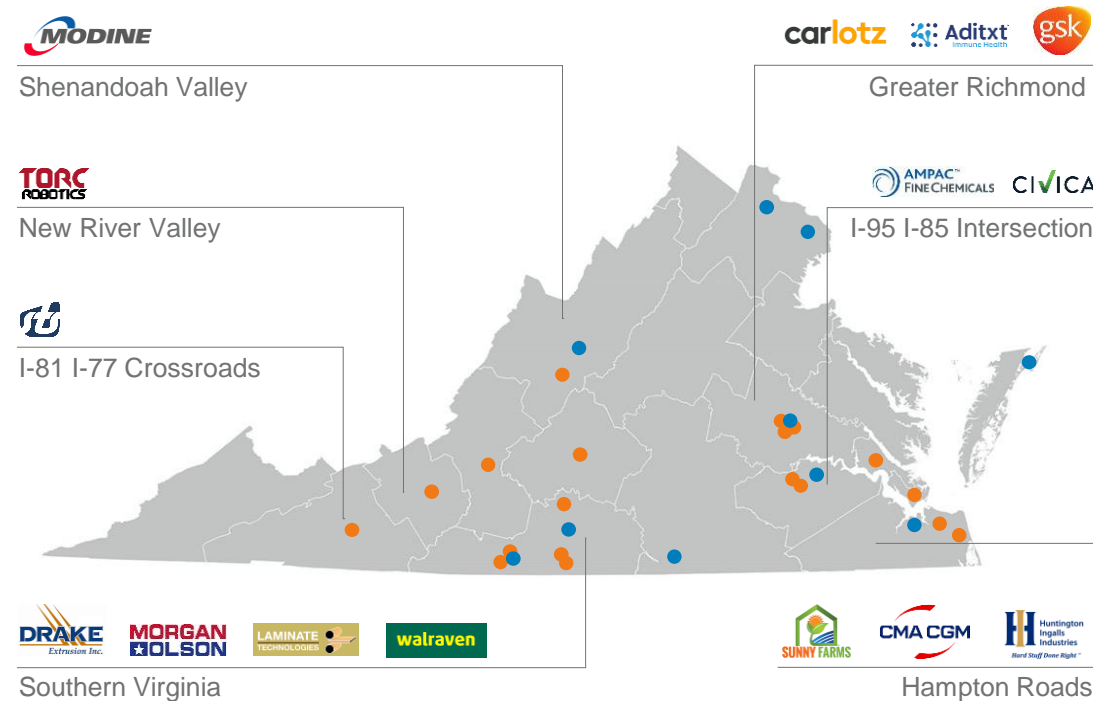 MODINE
Shenandoah Valley
carlotz
Aditxt
Immune Health
gsk
Greater Richmond
TORC
ROBOTICS
New River Valley
AMPAC™
FINE CHEMICALS
CIVICA
I-95 I-85 Intersection
I-81 I-77 Crossroads
DRAKE
Extrusion Inc.
MORGAN
OLSON
LAMINATE
TECHNOLOGIES
walraven
Southern Virginia
SUNNY FARMS
CMA CGM
Huntington
Ingalls
Industries
Hard Stuff Done Right™
Hampton Roads